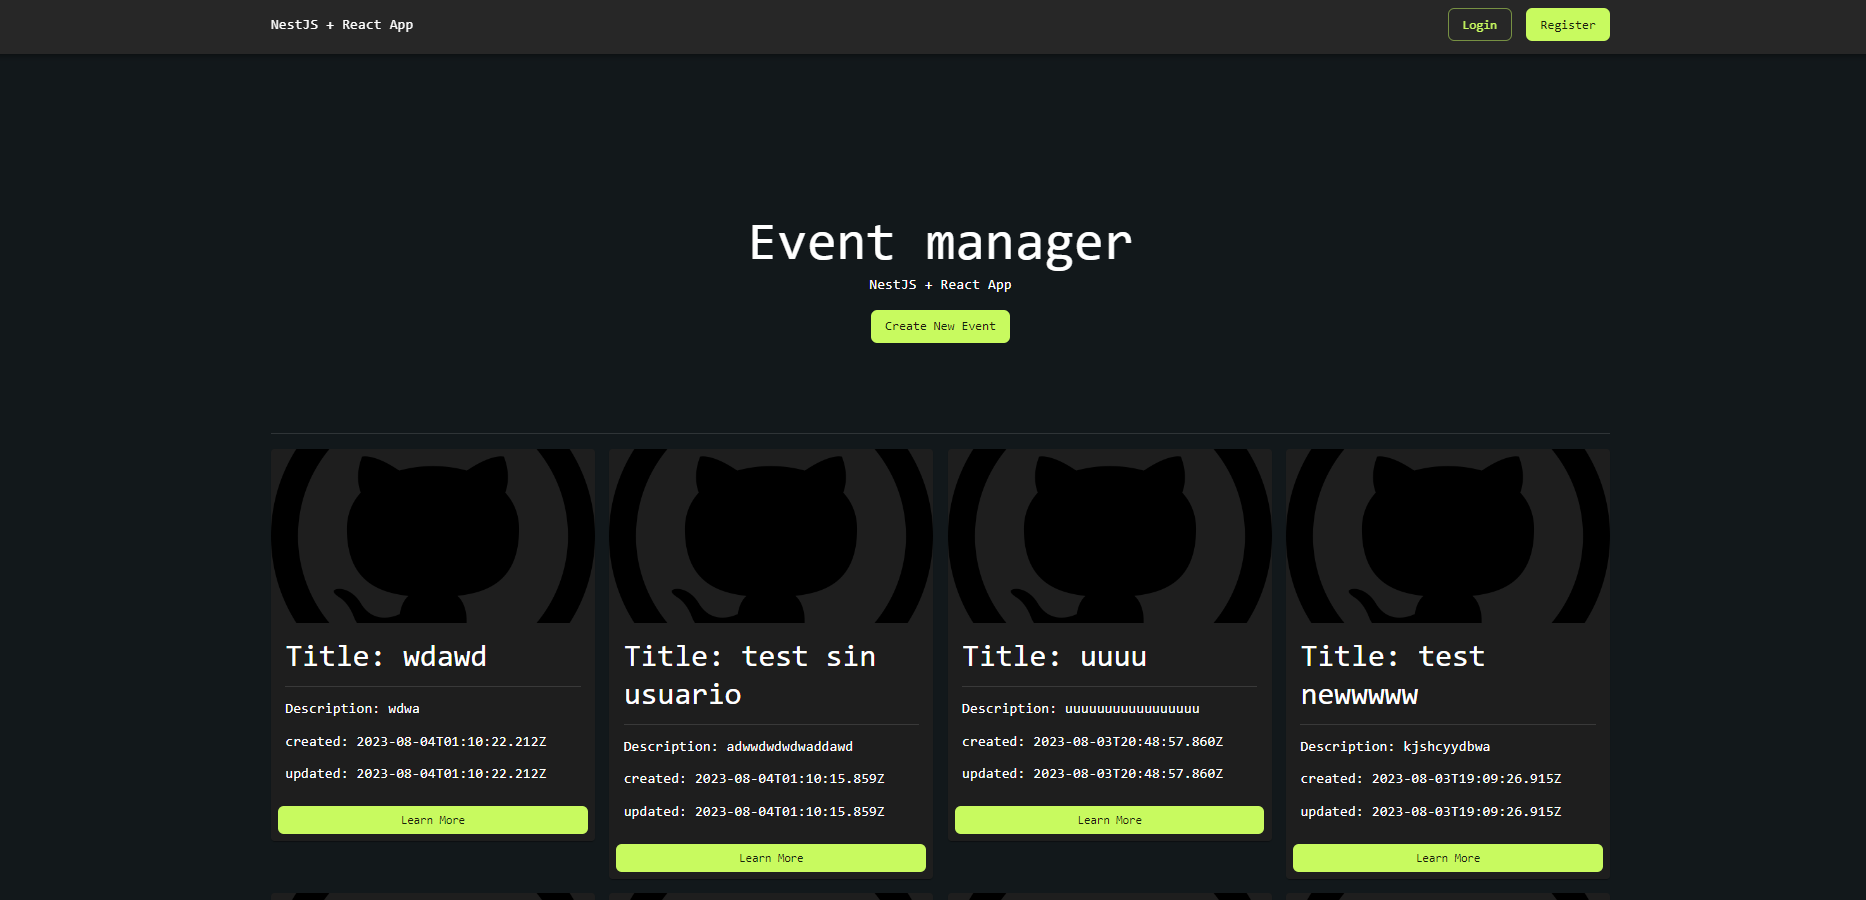 NestJS + React App
Login
Register
Event manager
NestJS + React App
Create New Event
Title: wdawd
Description: wdwa
created: 2023-08-04T01:10:22.212Z
updated: 2023-08-04T01:10:22.212Z
Learn More
Title: test sin
usuario
Description: adwwdwdwdwaddawd
created: 2023-08-04T01:10:15.859Z
updated: 2023-08-04T01:10:15.859Z
Learn More
Title: uuuu
Description: uuuuuuuuuuuuuuuuu
created: 2023-08-03T20:48:57.860Z
updated: 2023-08-03T20:48:57.860Z
Learn More
Title: test
newwwww
Description: kjshcyydbwa
created: 2023-08-03T19:09:26.915Z
updated: 2023-08-03T19:09:26.915Z
Learn More